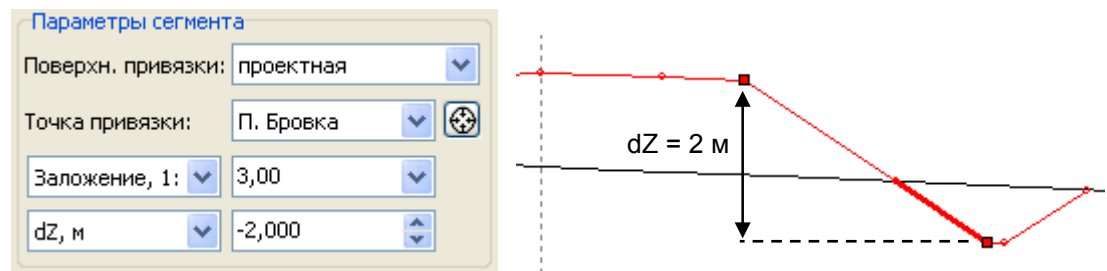 Параметры сегмента
Поверхн. привязки: проектная
Точка привязки: П. Бровка
Заложение, 1: 3,00
dZ, м -2,000
dZ = 2 м